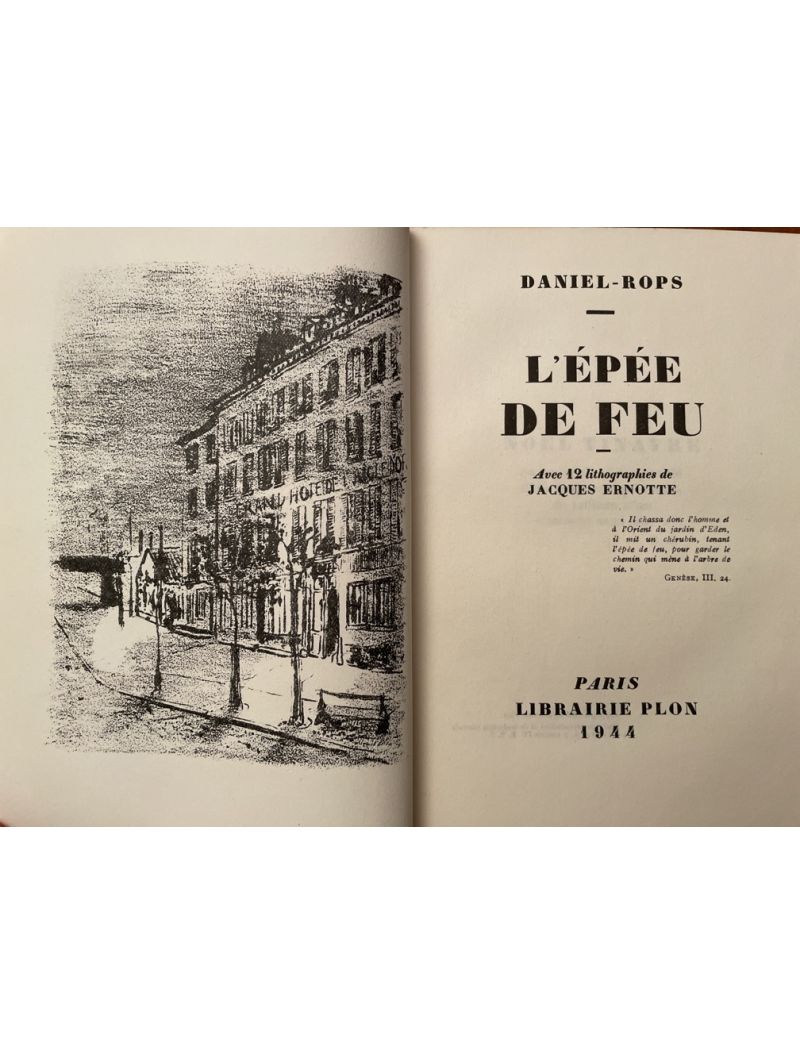 GRAND HOTEL DE
DANIEL-ROPS
L'ÉPÉE
DE FEU
Avec 12 lithographies de
JACQUES ERNOTTE
« Il chassa donc l'homme et
à l'Orient du jardin d'Eden,
il mit un chérubin, tenant
l'épée de feu, pour garder le
chemin qui mène à l'arbre de
vie. »
GENÈSE, III, 24.
PARIS
LIBRAIRIE PLON
1944